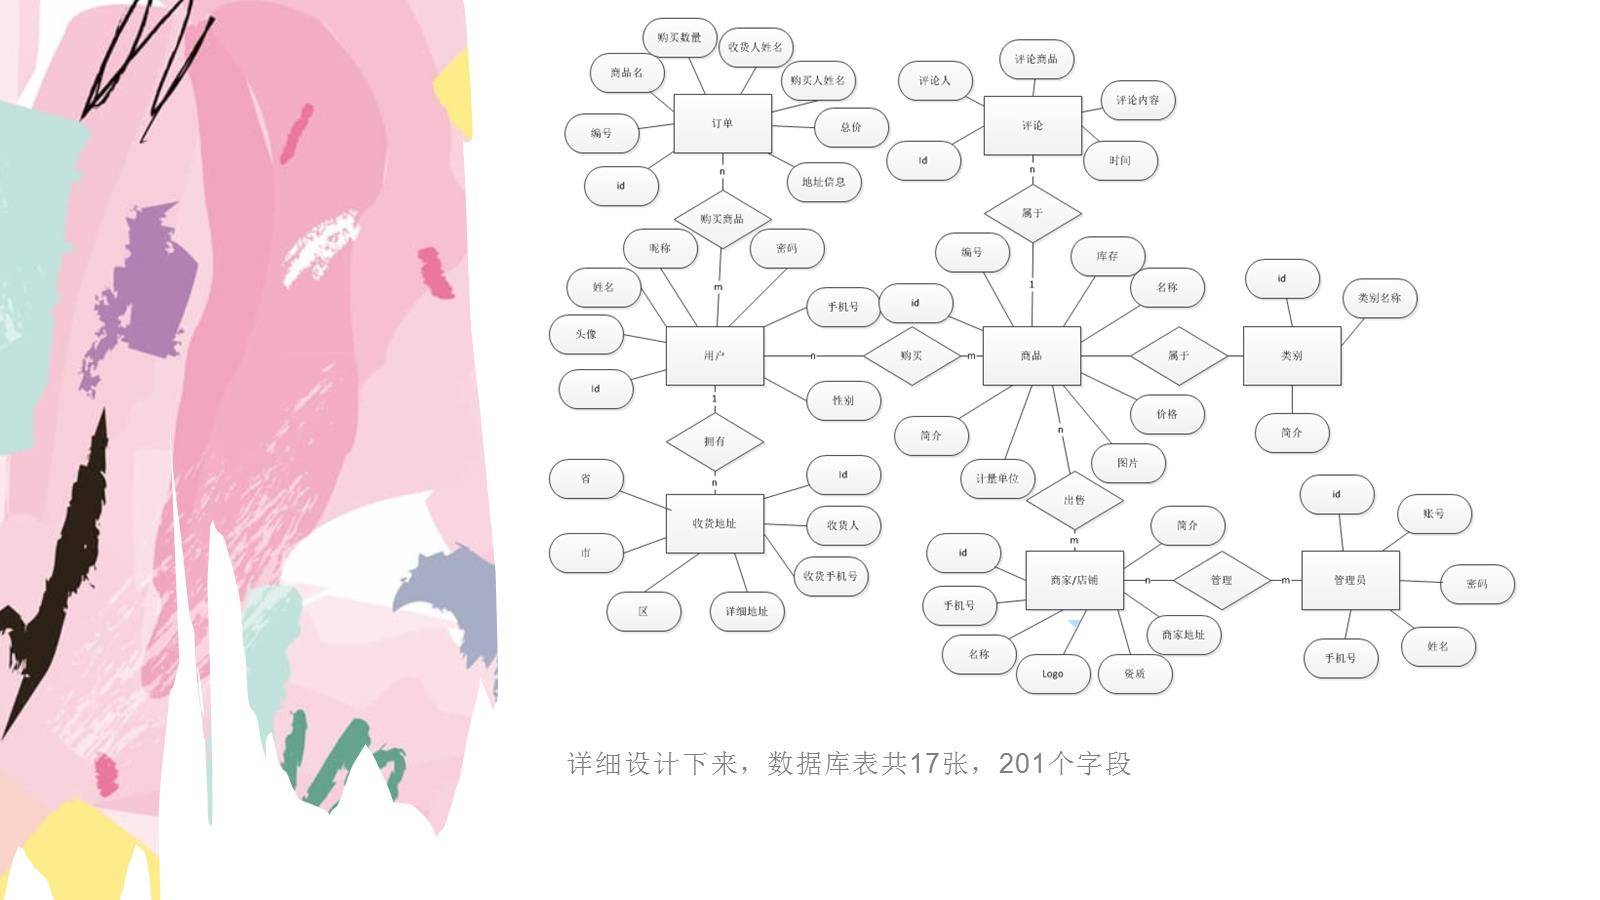 购买数量
收货人姓名
商品名
购买人姓名
编号
订单
总价
id
地址信息
n
购买商品
m
评论商品
评论人
评论内容
评论
Id
时间
n
属于
1
昵称
密码
姓名
手机号
头像
用户
Id
性别
n
购买
m
1
拥有
n
编号
库存
id
名称
商品
价格
简介
计量单位
图片
属于
id
类别名称
类别
简介
n
出售
m
省
Id
收货地址
收货人
市
收货手机号
区
详细地址
简介
id
商家/店铺
手机号
商家地址
名称
Logo
资质
n
管理
m
id
账号
管理员
密码
手机号
姓名
详细设计下来，数据库表共17张，201个字段